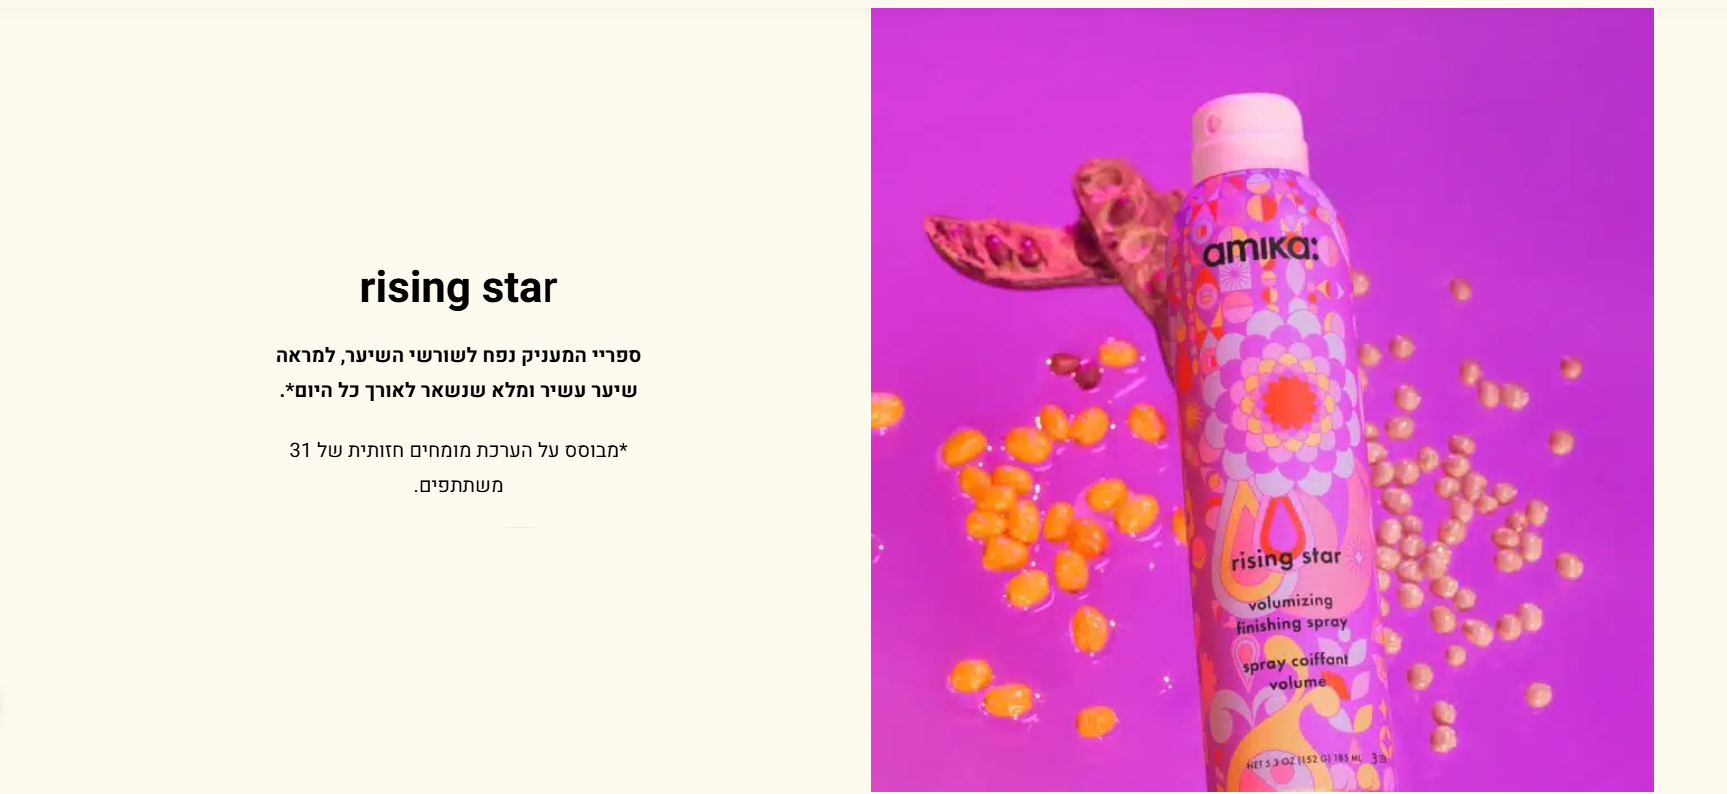 rising star
ספריי המעניק נפח לשורשי השיער, למראה
שיער עשיר ומלא שנשאר לאורך כל היום*.
*מבוסס על הערכת מומחים חזותית של 31
משתתפים.
amika:
rising star
volumizing
finishing spray
spray coiffant
volume
NET 5.3 OZ (152 G) 185 ML